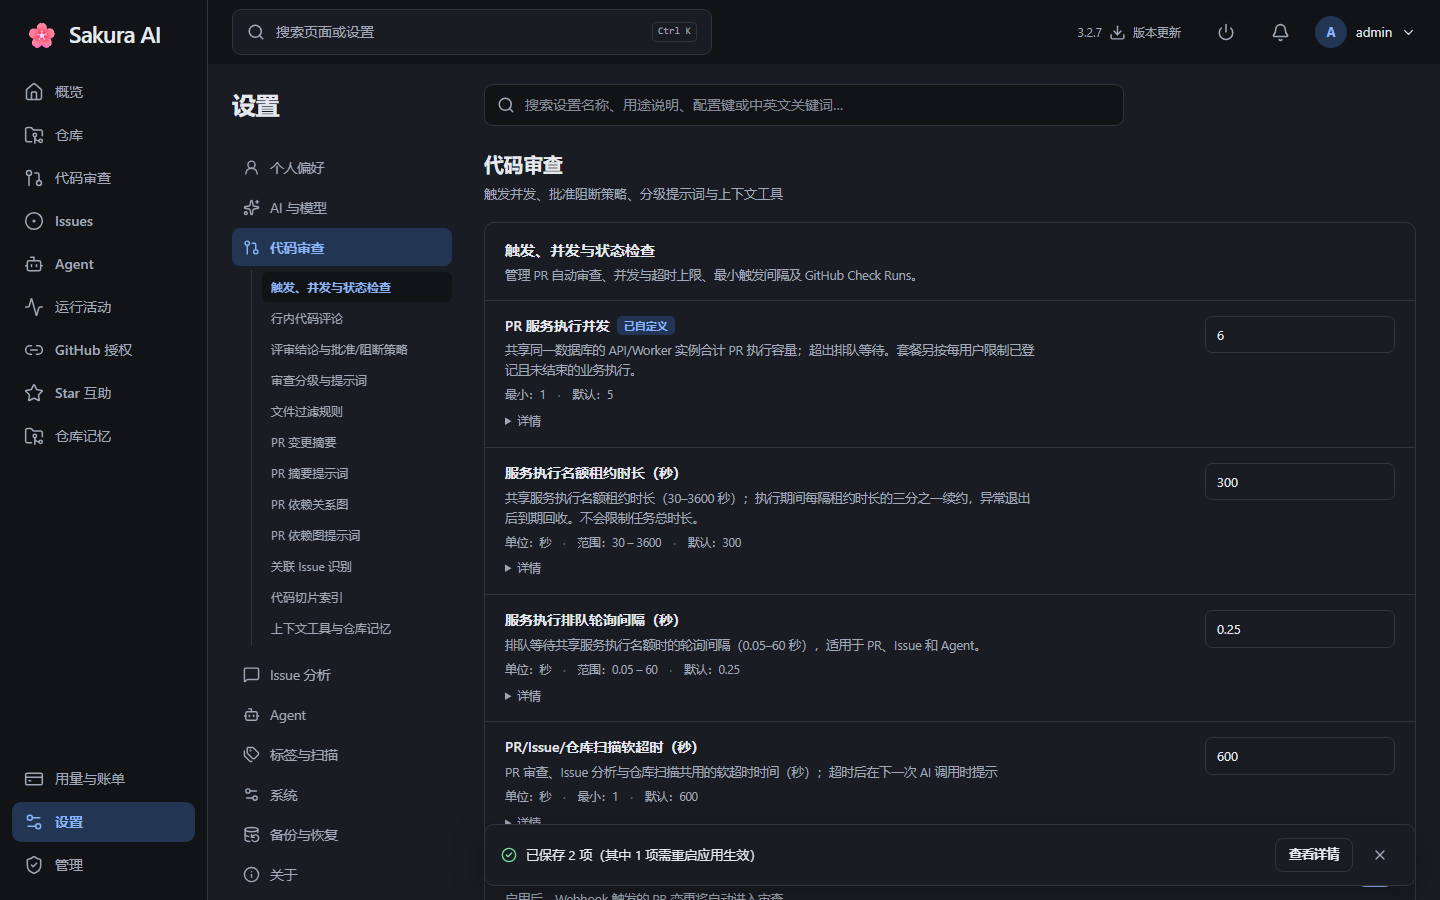 Sakura AI
搜索页面或设置
Ctrl K
3.2.7
版本更新
A
admin
概览
仓库
代码审查
Issues
Agent
运行活动
GitHub 授权
Star 互助
仓库记忆
用量与账单
设置
管理
设置
个人偏好
AI 与模型
代码审查
触发、并发与状态检查
行内代码评论
评审结论与批准/阻断策略
审查分级与提示词
文件过滤规则
PR 变更摘要
PR 摘要提示词
PR 依赖关系图
PR 依赖图提示词
关联 Issue 识别
代码切片索引
上下文工具与仓库记忆
Issue 分析
Agent
标签与扫描
系统
备份与恢复
关于
搜索设置名称、用途说明、配置键或中英文关键词...
代码审查
触发并发、批准阻断策略、分级提示词与上下文工具
触发、并发与状态检查
管理 PR 自动审查、并发与超时上限、最小触发间隔及 GitHub Check Runs。
PR 服务执行并发 已自定义
共享同一数据库的 API/Worker 实例合计 PR 执行容量；超出排队等待。套餐另按每用户限制已登
记且未结束的业务执行。
最小：1 · 默认：5
详情
6
服务执行名额租约时长（秒）
共享服务执行名额租约时长（30–3600 秒）；执行期间每隔租约时长的三分之一续约，异常退出
后到期回收。不会限制任务总时长。
单位：秒 · 范围：30 – 3600 · 默认：300
详情
300
服务执行排队轮询间隔（秒）
排队等待共享服务执行名额时的轮询间隔（0.05–60 秒），适用于 PR、Issue 和 Agent。
单位：秒 · 范围：0.05 – 60 · 默认：0.25
详情
0.25
PR/Issue/仓库扫描软超时（秒）
PR 审查、Issue 分析与仓库扫描共用的软超时时间（秒）；超时后在下一次 AI 调用时提示
单位：秒 · 最小：1 · 默认：600
详情
600
已保存 2 项（其中 1 项需重启应用生效）
查看详情
启用后，Webhook 触发的 PR 变更将自动进入审查